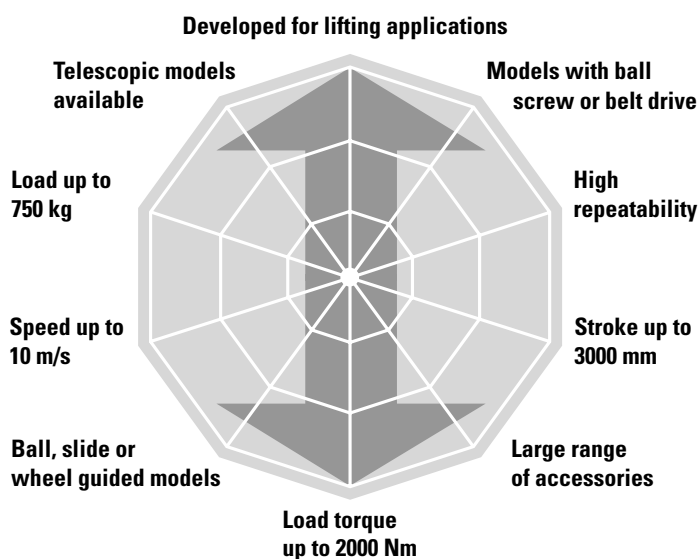 Developed for lifting applications
Telescopic models
available
Models with ball
screw or belt drive
Load up to
750 kg
High
repeatability
Speed up to
10 m/s
Stroke up to
3000 mm
Ball, slide or
wheel guided models
Large range
of accessories
Load torque
up to 2000 Nm